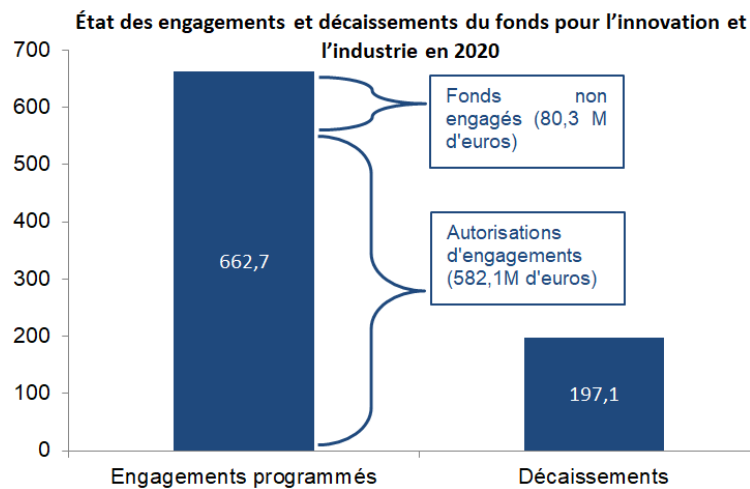 État des engagements et décaissements du fonds pour l’innovation et
l’industrie en 2020
700
600
500
400
300
200
100
0
662,7
197,1
Fonds non
engagés (80,3 M
d'euros)
Autorisations
d'engagements
(582,1M d'euros)
Engagements programmés
Décaissements